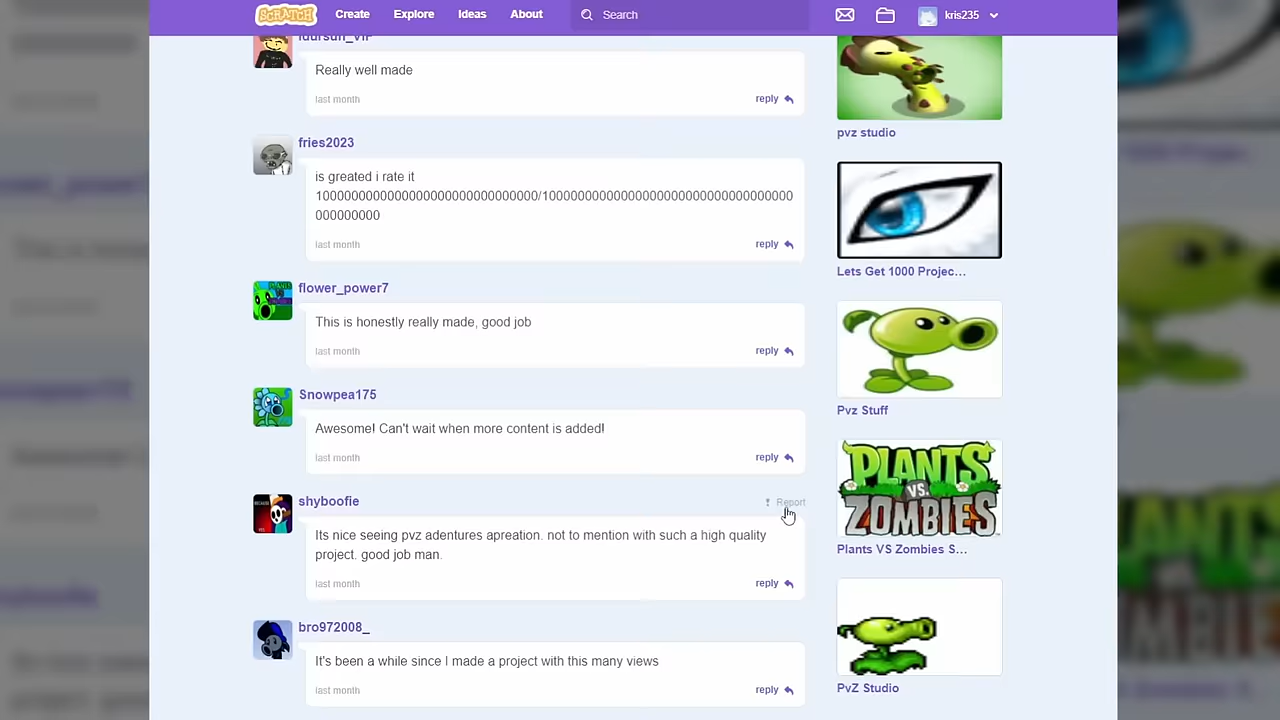 SCRATCH
Create
Explore
Ideas
About
Search
kris235
Really well made
last month
reply
fries2023
is greated i rate it
last month
reply
flower_power7
This is honestly really made, good job
last month
reply
Snowpea175
Awesome! Can't wait when more content is added!
last month
reply
shyboofie
Report
Its nice seeing pvz adentures apreation. not to mention with such a high quality
project. good job man.
last month
reply
bro972008_
It's been a while since I made a project with this many views
last month
reply
pvz studio
Lets Get 1000 Projec...
Pvz Stuff
PLANTS
VS.
ZOMBIES
Plants VS Zombies S...
PvZ Studio